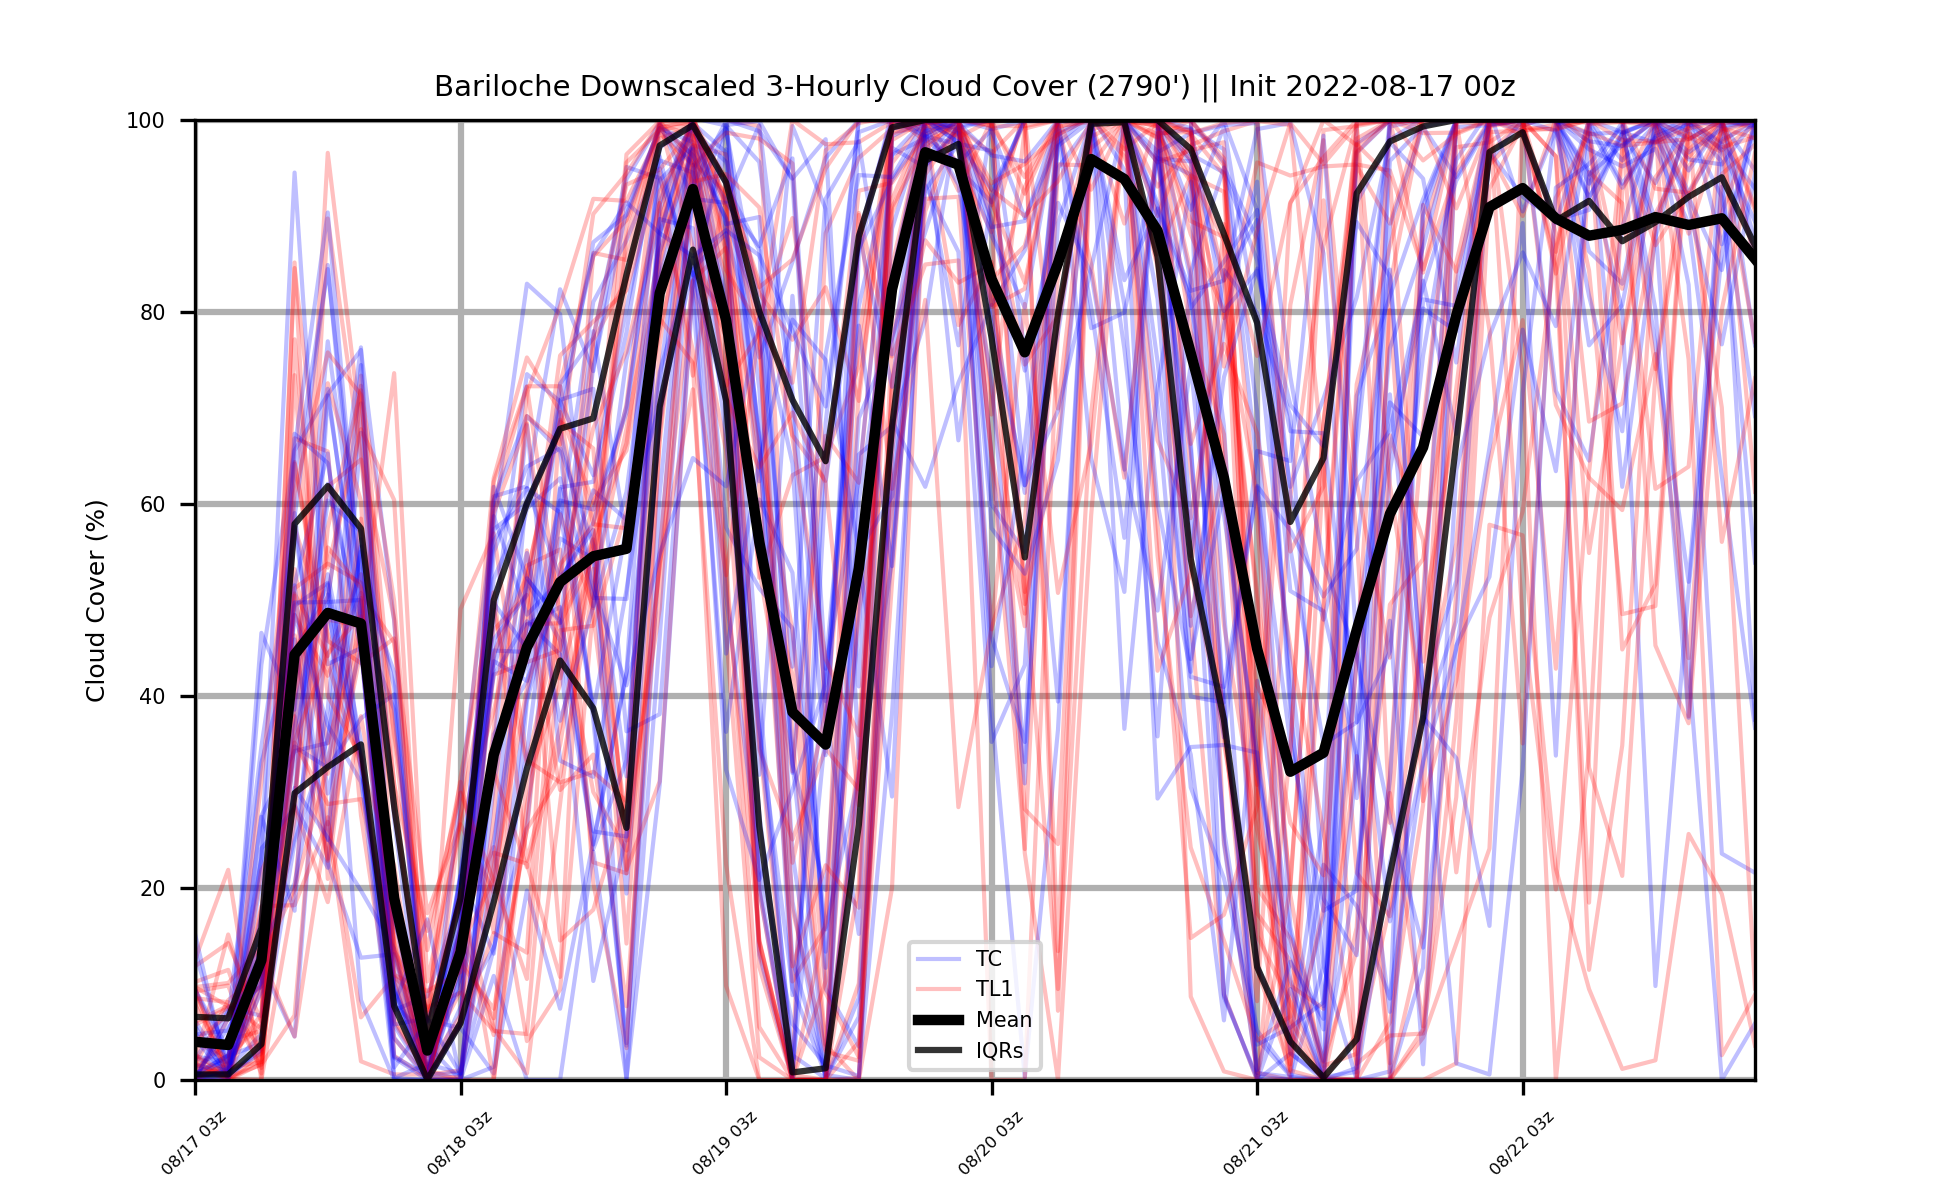 Bariloche Downscaled 3-Hourly Cloud Cover (2790') || Init 2022-08-17 00z
Cloud Cover (%)
100
80
60
40
20
0
TC
TL1
Mean
IQRs
08/17 03z
08/18 03z
08/19 03z
08/20 03z
08/21 03z
08/22 03z